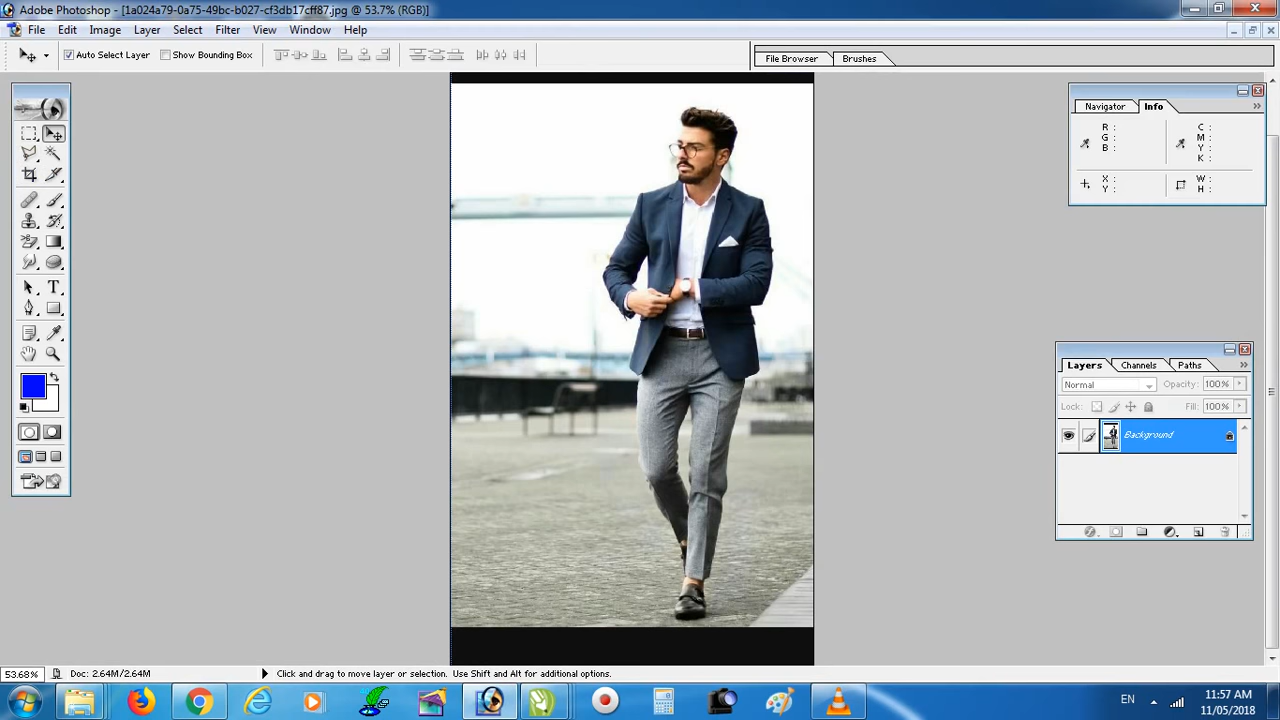 Adobe Photoshop - [1a024a79-0a75-49bc-b027-cf3db17cff87.jpg @ 53.7% (RGB)]
File Edit Image Layer Select Filter View Window Help
Auto Select Layer Show Bounding Box
File Browser Brushes
Navigator Info
R : C :
G : M :
B : Y :
K :
X : W :
Y : H :
T
Layers Channels Paths
Normal Opacity: 100%
Lock: Fill: 100%
Background
53.68% Doc: 2.64M/2.64M Click and drag to move layer or selection. Use Shift and Alt for additional options.
EN 11:57 AM
11/05/2018